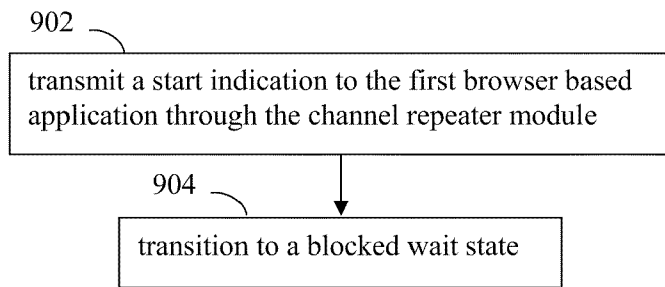 902
transmit a start indication to the first browser based
application through the channel repeater module
904
transition to a blocked wait state